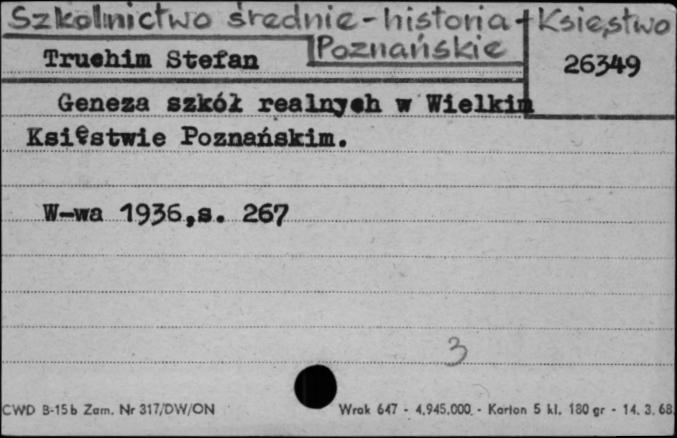 Szkolnictwo średnie - historia + Księstwo
Poznańskie
Truchim Stefan
26349
Geneza szkół realnych w Wielkim
Księstwie Poznańskim.
W-wa 1936,s. 267
3
CWD B-15b Zam. Nr 317/DW/ON
Wrak 647 - 4.945.000. - Karton 5 kl. 180 gr - 14. 3. 68.